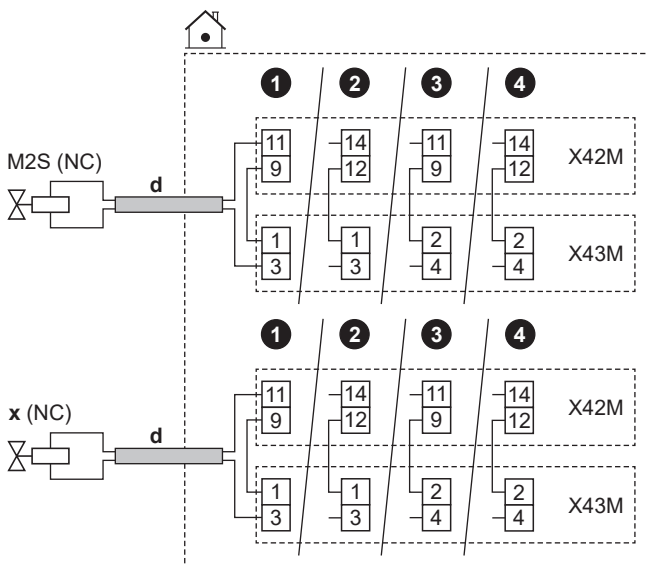 1 2 3 4
11 14 11 14
M2S (NC)
9 12 9 12
X42M
d
1 1 2 2
3 3 4 4
X43M
1 2 3 4
11 14 11 14
x (NC)
9 12 9 12
X42M
d
1 1 2 2
3 3 4 4
X43M